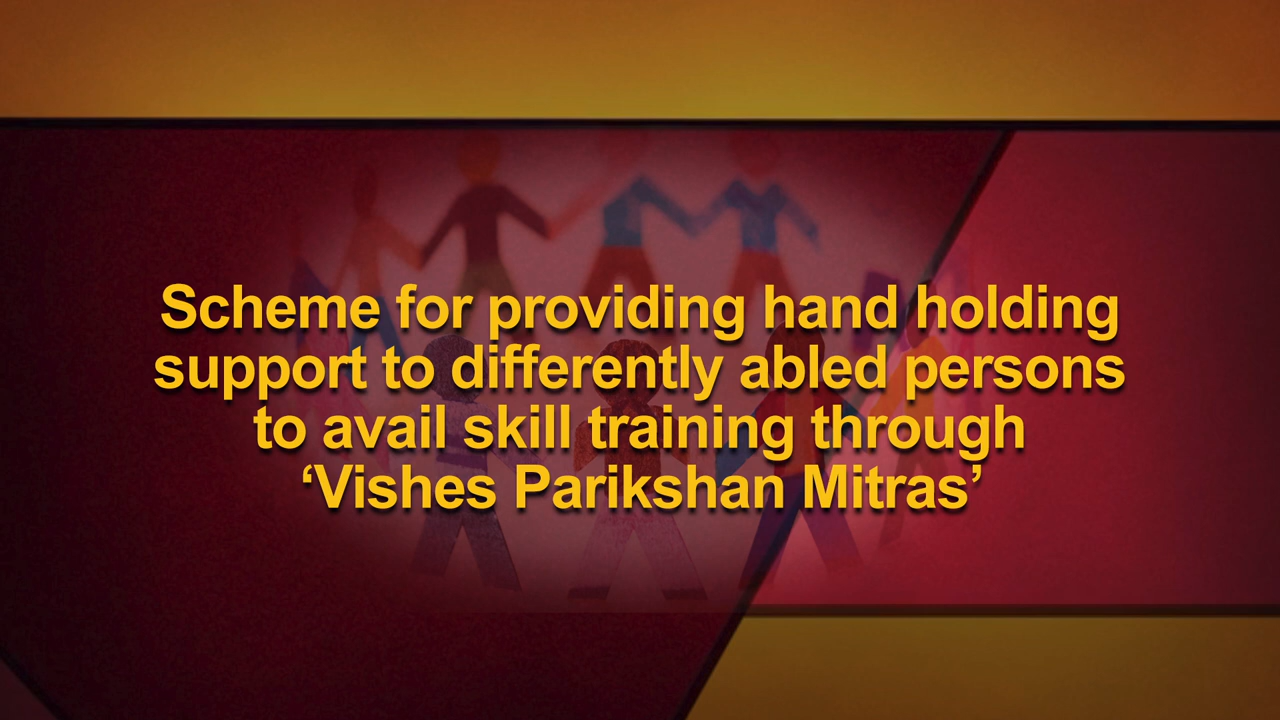 Scheme for providing hand holding
support to differently abled persons
to avail skill training through
‘Vishes Parikshan Mitras’